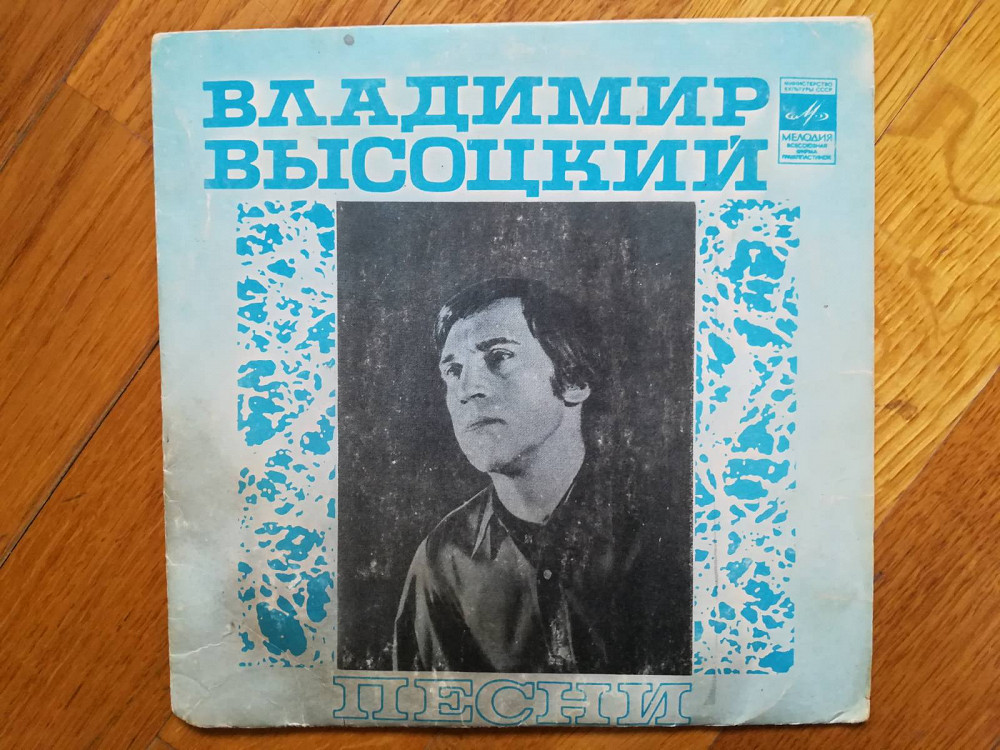 ВЛАДИМИР
ВЫСОЦКИЙ
МИНИСТЕРСТВО
КУЛЬТУРЫ СССР
МЕЛОДИЯ
ВСЕСОЮЗНАЯ
ФИРМА
ГРАМПЛАСТИНОК
ПЕСНИ